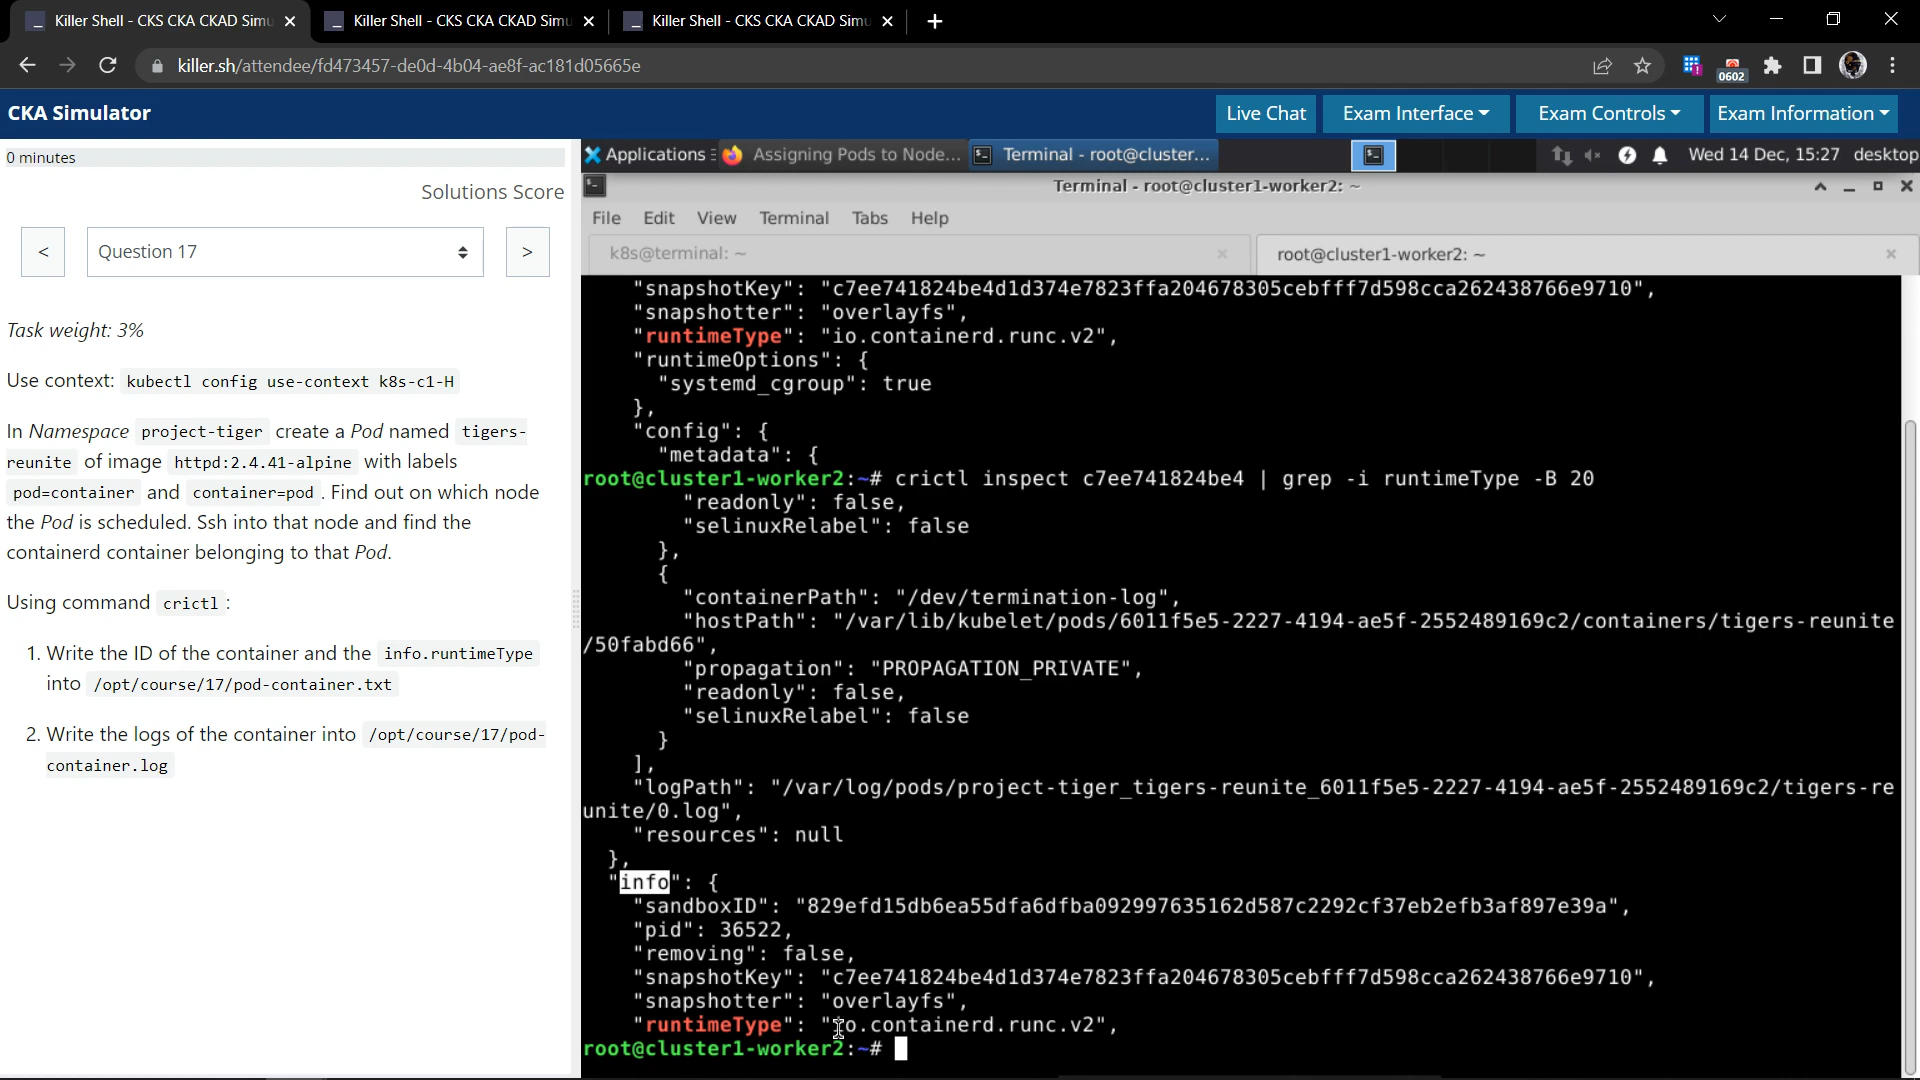 Killer Shell - CKS CKA CKAD Simu
Killer Shell - CKS CKA CKAD Simu
Killer Shell - CKS CKA CKAD Simu
killer.sh/attendee/fd473457-de0d-4b04-ae8f-ac181d05665e
0602
CKA Simulator
Live Chat
Exam Interface
Exam Controls
Exam Information
0 minutes
Solutions Score
<
Question 17
>
Task weight: 3%
Use context: kubectl config use-context k8s-c1-H
In Namespace project-tiger create a Pod named tigers-
reunite of image httpd:2.4.41-alpine with labels
pod=container and container=pod . Find out on which node
the Pod is scheduled. Ssh into that node and find the
containerd container belonging to that Pod.
Using command crictl :
1. Write the ID of the container and the info.runtimeType
into /opt/course/17/pod-container.txt
2. Write the logs of the container into /opt/course/17/pod-
container.log
Applications
Assigning Pods to Node...
Terminal - root@cluster...
Wed 14 Dec, 15:27 desktop
Terminal - root@cluster1-worker2: ~
File Edit View Terminal Tabs Help
k8s@terminal: ~
root@cluster1-worker2: ~
"snapshotKey": "c7ee741824be4d1d374e7823ffa204678305cebfff7d598cca262438766e9710",
"snapshotter": "overlayfs",
"runtimeType": "io.containerd.runc.v2",
"runtimeOptions": {
"systemd_cgroup": true
},
"config": {
"metadata": {
root@cluster1-worker2:~# crictl inspect c7ee741824be4 | grep -i runtimeType -B 20
"readonly": false,
"selinuxRelabel": false
},
{
"containerPath": "/dev/termination-log",
"hostPath": "/var/lib/kubelet/pods/6011f5e5-2227-4194-ae5f-2552489169c2/containers/tigers-reunite
/50fabd66",
"propagation": "PROPAGATION_PRIVATE",
"readonly": false,
"selinuxRelabel": false
}
],
"logPath": "/var/log/pods/project-tiger_tigers-reunite_6011f5e5-2227-4194-ae5f-2552489169c2/tigers-re
unite/0.log",
"resources": null
},
"info": {
"sandboxID": "829efd15db6ea55dfa6dfba092997635162d587c2292cf37eb2efb3af897e39a",
"pid": 36522,
"removing": false,
"snapshotKey": "c7ee741824be4d1d374e7823ffa204678305cebfff7d598cca262438766e9710",
"snapshotter": "overlayfs",
"runtimeType": "io.containerd.runc.v2",
root@cluster1-worker2:~#